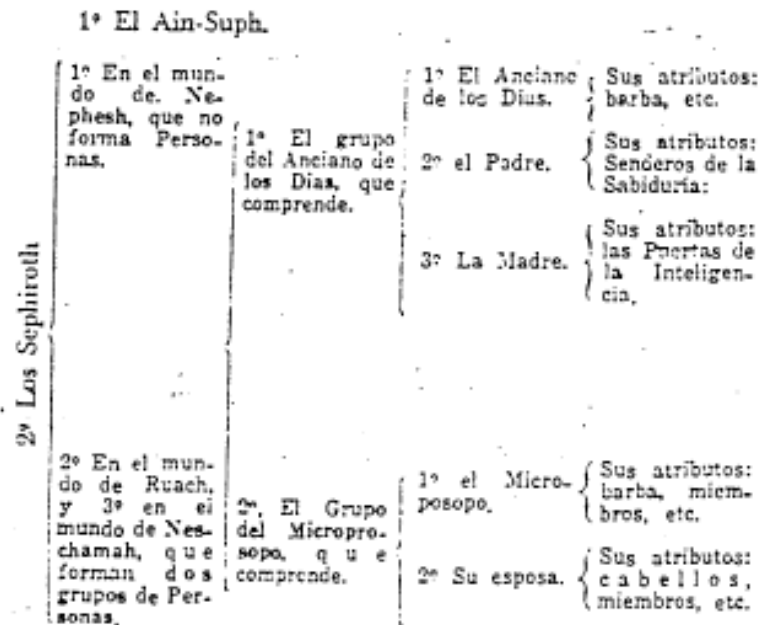 1º El Ain-Suph.
2º Los Sephiroth
1º En el mun-
do de. Ne-
phesh, que no
forma Perso-
nas.
2º En el mun-
do de Ruach,
y 3º en el
mundo de Nes-
chamah, que
forman dos
grupos de Per-
sonas.
1º El grupo
del Anciano de
los Dias, que
comprende.
1º El Anciano
de los Dias.
Sus atributos:
barba, etc.
2º el Padre.
Sus atributos:
Senderos de la
Sabiduría:
3º La Madre.
Sus atributos:
las Puertas de
la Inteligen-
cia.
2º, El Grupo
del Micropro-
sopo, que
comprende.
1º el Micro-
posopo.
Sus atributos:
barba, miem-
bros, etc.
2º Su esposa.
Sus atributos:
cabellos,
miembros, etc.